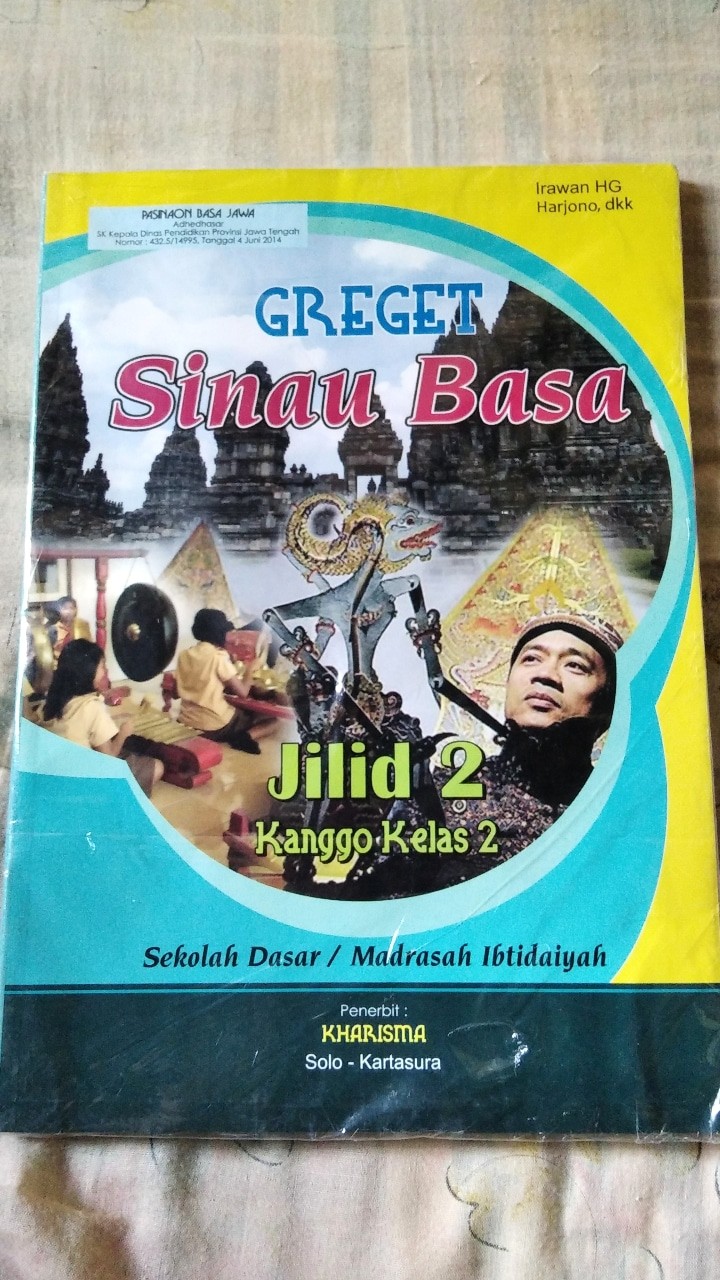 Irawan HG
Harjono, dkk
PASINAON BASA JAWA
Adhedhasar
SK Kepala Dinas Pendidikan Provinsi Jawa Tengah
Nomor : 432.5/14995, Tanggal 4 Juni 2014
GREGET
Sinau Basa
Jilid 2
Kanggo Kelas 2
Sekolah Dasar / Madrasah Ibtidaiyah
Penerbit :
KHARISMA
Solo - Kartasura